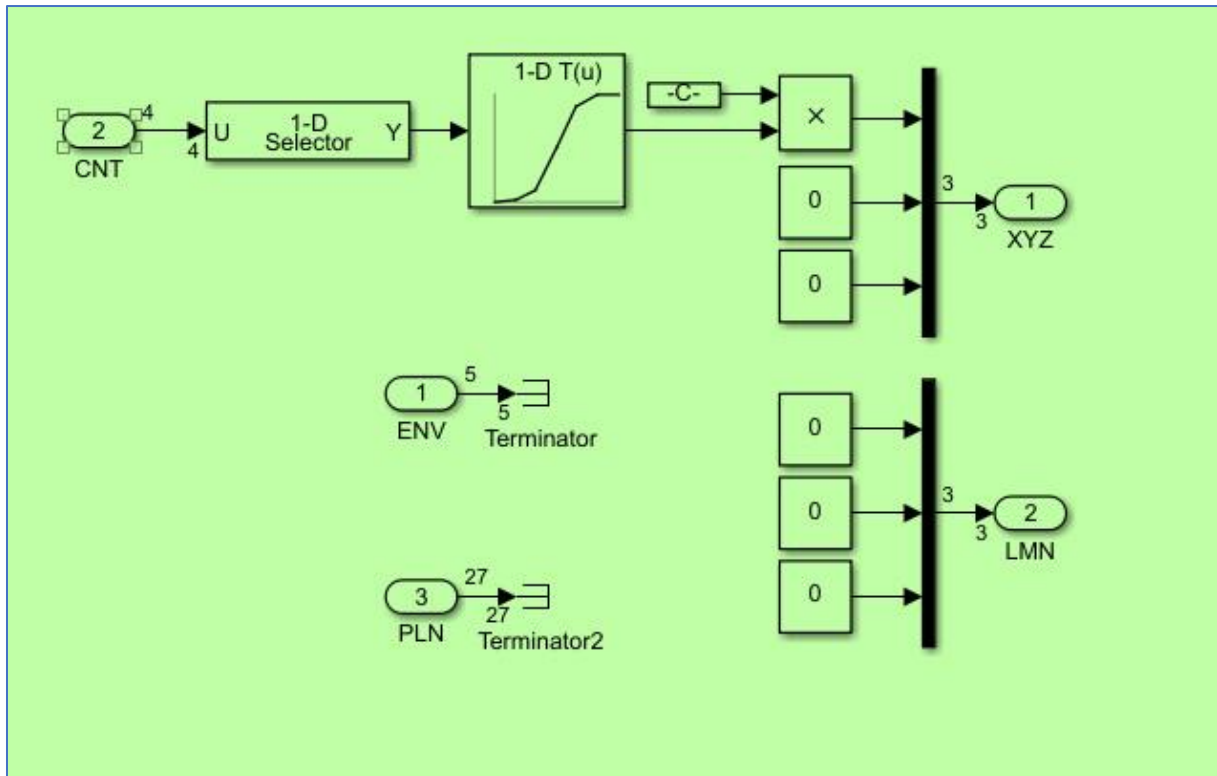 1-D T(u)
-C-
4
2
U
1-D
Selector
Y
×
4
CNT
0
3
1
3
XYZ
0
5
1
5
ENV
Terminator
0
0
3
2
3
LMN
27
3
27
PLN
Terminator2
0